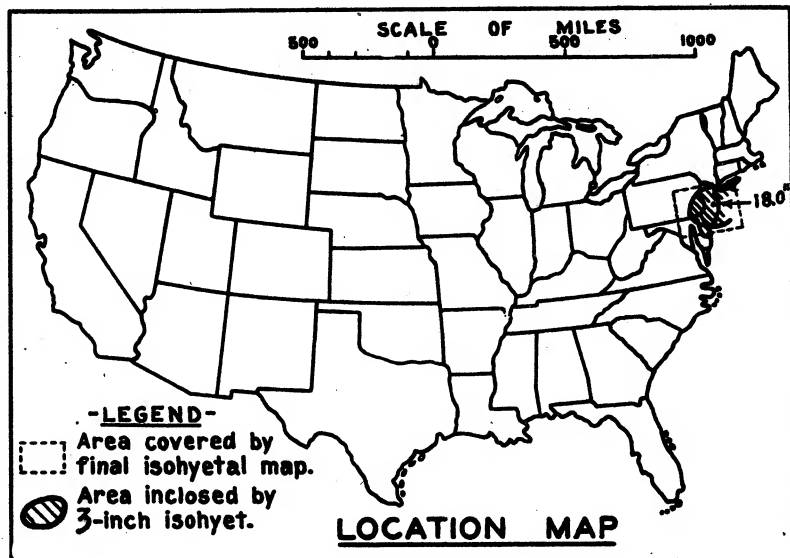 SCALE OF MILES
500 0 500 1000
18.0"
-LEGEND-
Area covered by
final isohyetal map.
Area inclosed by
3-inch isohyet.
LOCATION MAP